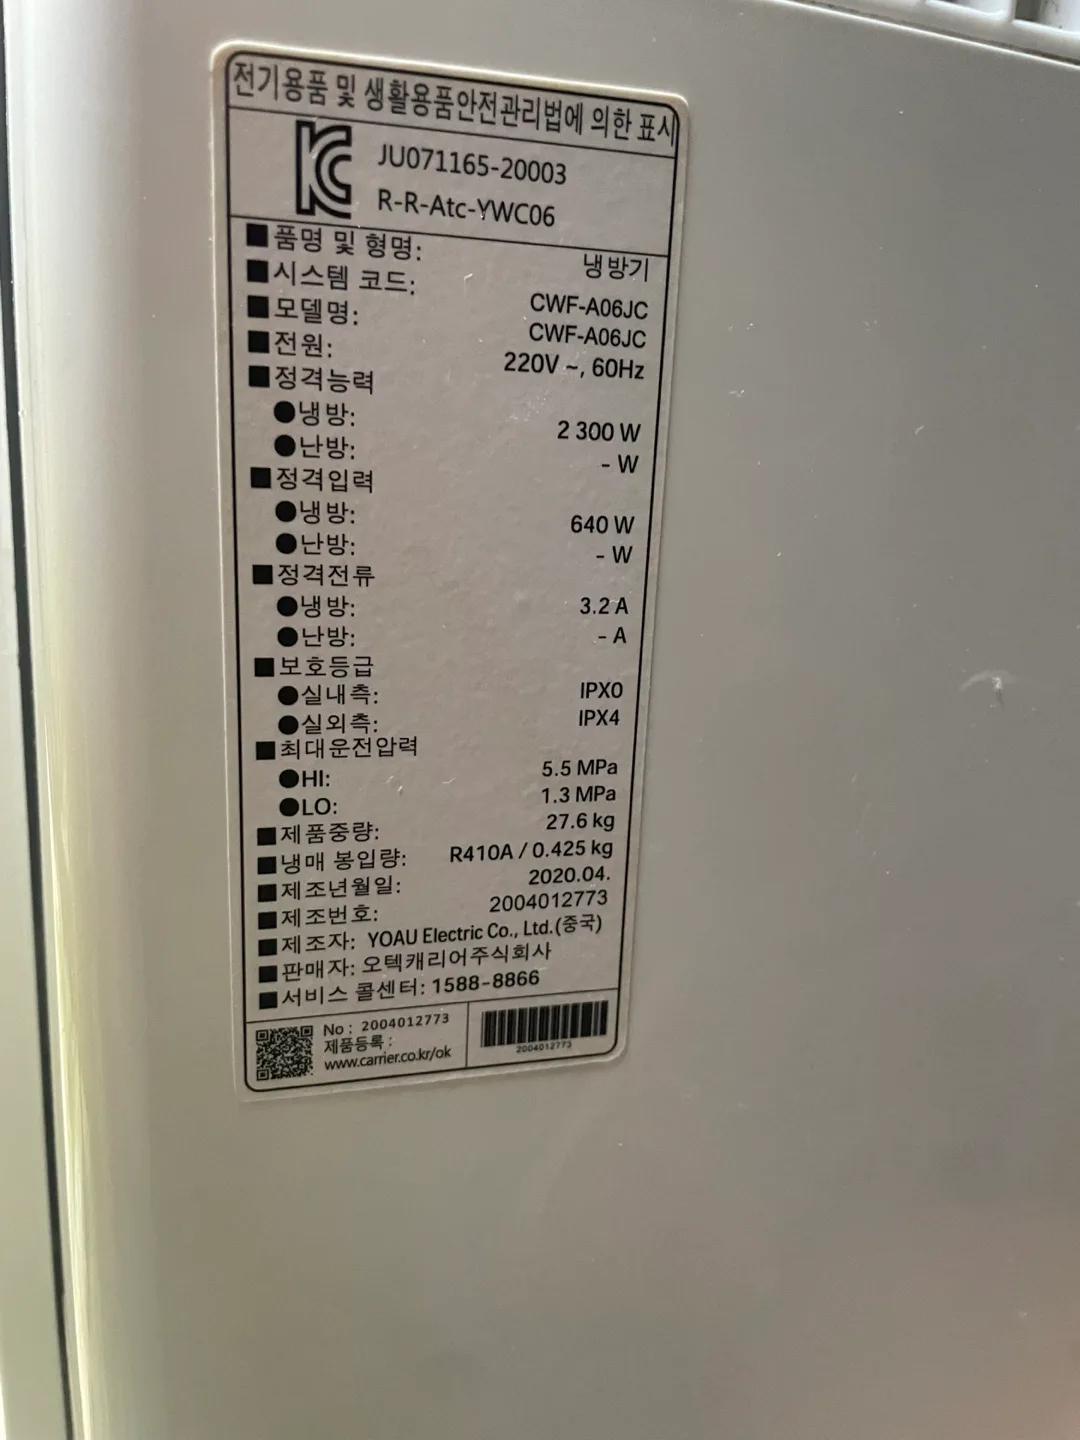 전기용품 및 생활용품안전관리법에 의한 표시
JU071165-20003
R-R-Atc-YWC06
■품명 및 형명: 냉방기
■시스템 코드: CWF-A06JC
■모델명: CWF-A06JC
■전원: 220V ~, 60Hz
■정격능력
●냉방: 2 300 W
●난방: - W
■정격입력
●냉방: 640 W
●난방: - W
■정격전류
●냉방: 3.2 A
●난방: - A
■보호등급
●실내측: IPX0
●실외측: IPX4
■최대운전압력
●HI: 5.5 MPa
●LO: 1.3 MPa
■제품중량: 27.6 kg
■냉매 봉입량: R410A / 0.425 kg
■제조년월일: 2020.04.
■제조번호: 2004012773
■제조자: YOAU Electric Co., Ltd.(중국)
■판매자: 오텍캐리어주식회사
■서비스 콜센터: 1588-8866
No : 2004012773
제품등록 :
www.carrier.co.kr/ok
2004012773